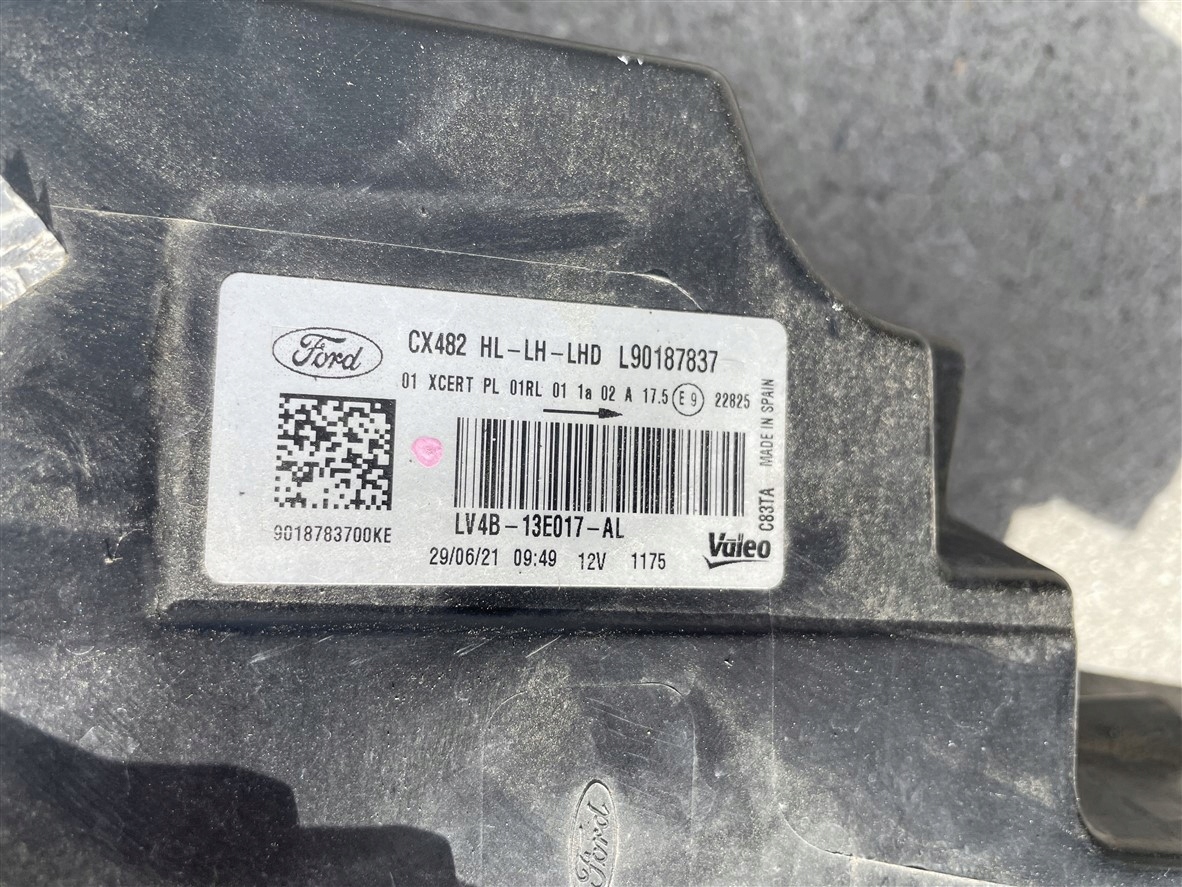 Ford
CX482 HL-LH-LHD L90187837
01 XCERT PL 01RL 01 1a 02 A 17.5 E9 22825
9018783700KE
LV4B-13E017-AL
29/06/21 09:49 12V 1175
Valeo
C83TA MADE IN SPAIN
Ford